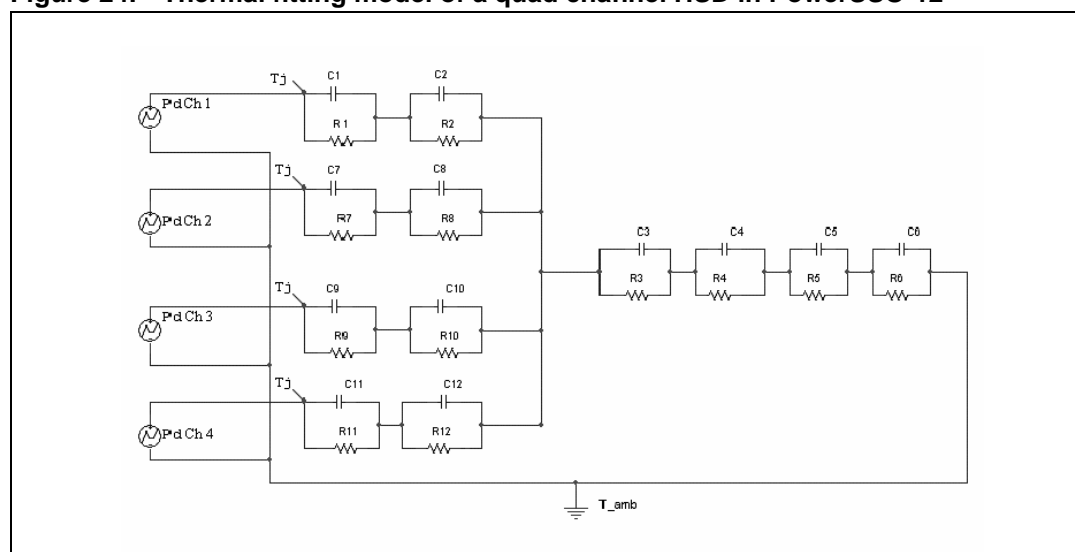 Figure 24. Thermal fitting model of a quad channel HSD in PowerSSO-12
Tj C1 C2
PdCh1
R1 R2
Tj C7 C8
PdCh2
R7 R8
C3 C4 C5 C6
R3 R4 R5 R6
Tj C9 C10
PdCh3
R9 R10
Tj C11 C12
PdCh4
R11 R12
T_amb